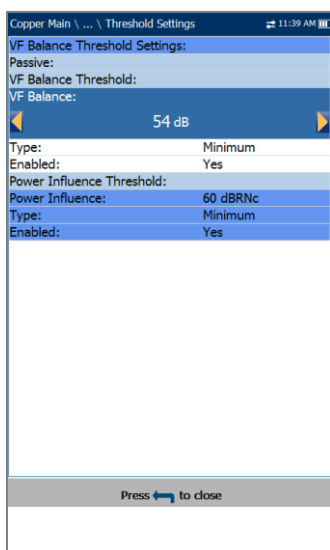 Copper Main \ ... \ Threshold Settings 11:39 AM
VF Balance Threshold Settings:
Passive:
VF Balance Threshold:
VF Balance:
54 dB
Type: Minimum
Enabled: Yes
Power Influence Threshold:
Power Influence: 60 dBRNc
Type: Minimum
Enabled: Yes
Press to close